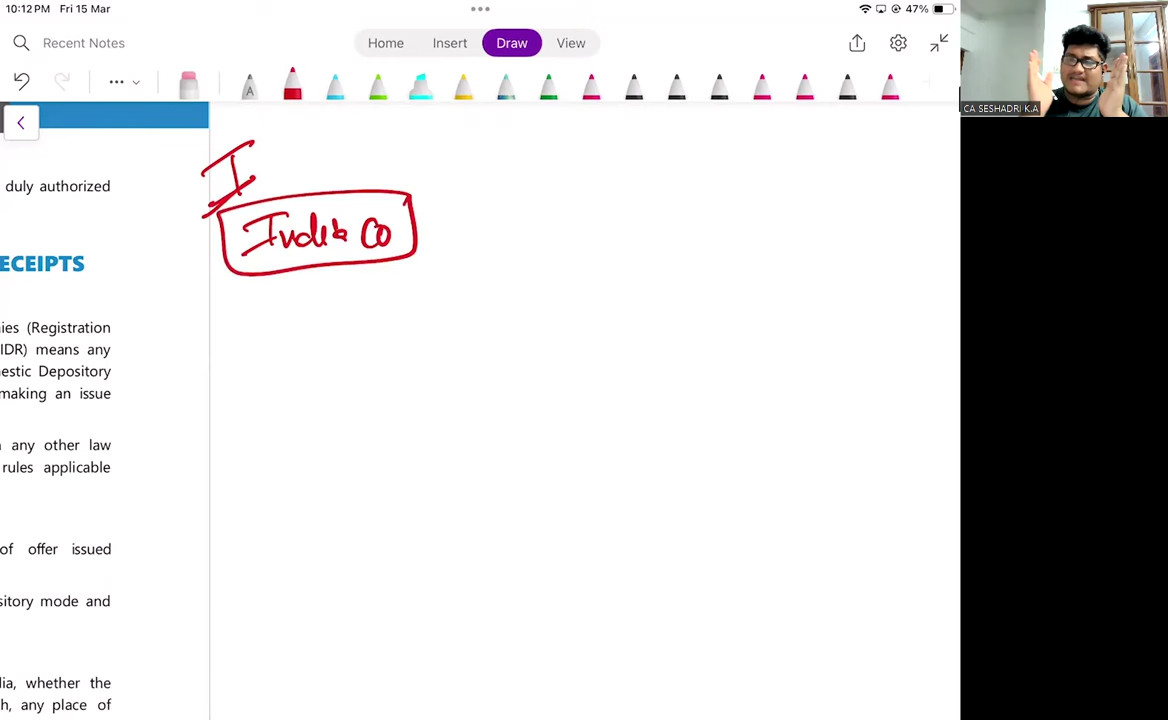 10:12 PM Fri 15 Mar
47%
Recent Notes
Home Insert Draw View
A
CA SESHADRI K.A
duly authorized
I
India Co
ECEIPTS
ies (Registration
IDR) means any
estic Depository
making an issue
any other law
rules applicable
of offer issued
sitory mode and
dia, whether the
h, any place of